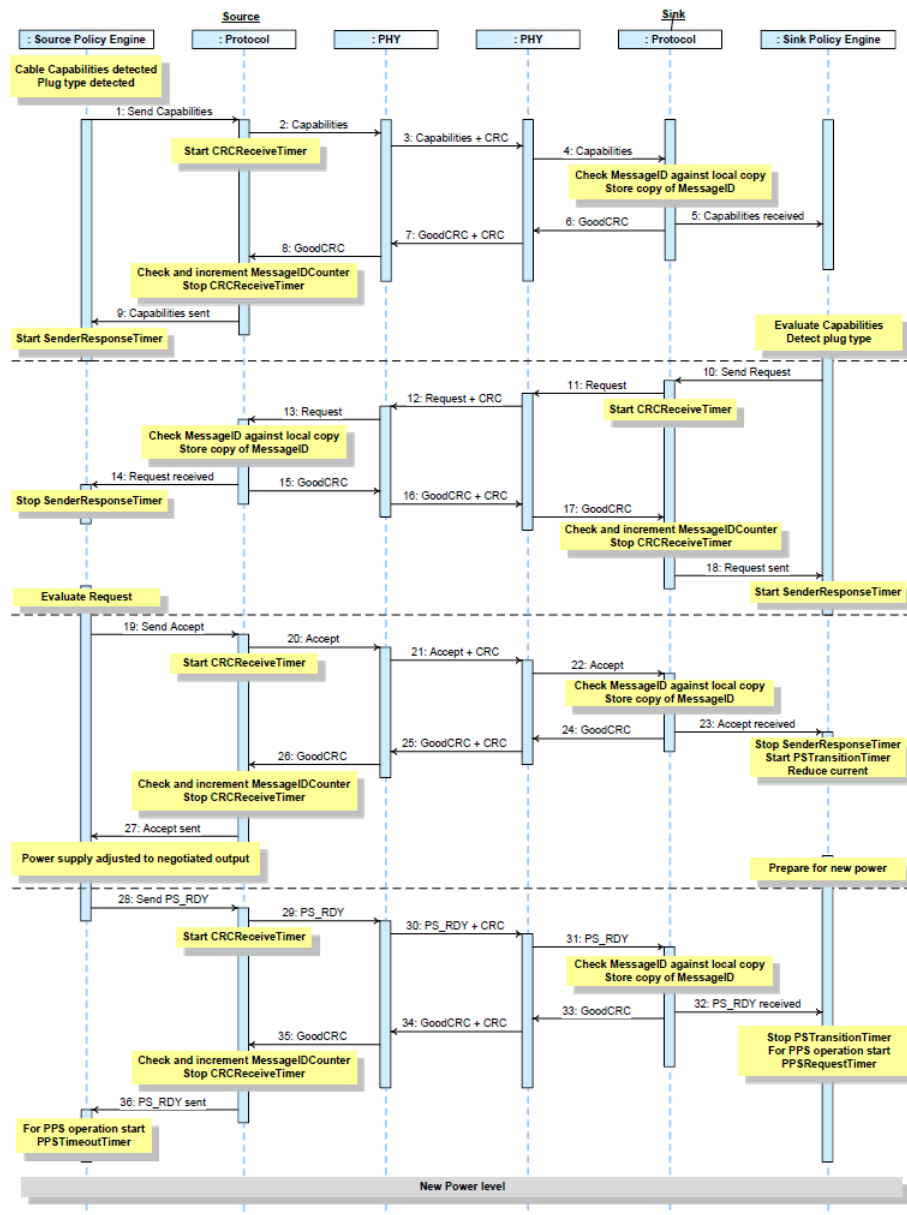 Source
Sink
: Source Policy Engine
: Protocol
: PHY
: PHY
: Protocol
: Sink Policy Engine
Cable Capabilities detected
Plug type detected
1: Send Capabilities
2: Capabilities
Start CRCReceiveTimer
3: Capabilities + CRC
4: Capabilities
Check MessageID against local copy
Store copy of MessageID
5: Capabilities received
6: GoodCRC
7: GoodCRC + CRC
8: GoodCRC
Check and increment MessageIDCounter
Stop CRCReceiveTimer
9: Capabilities sent
Start SenderResponseTimer
Evaluate Capabilities
Detect plug type
10: Send Request
11: Request
Start CRCReceiveTimer
12: Request + CRC
13: Request
Check MessageID against local copy
Store copy of MessageID
14: Request received
Stop SenderResponseTimer
15: GoodCRC
16: GoodCRC + CRC
17: GoodCRC
Check and increment MessageIDCounter
Stop CRCReceiveTimer
18: Request sent
Start SenderResponseTimer
Evaluate Request
19: Send Accept
20: Accept
Start CRCReceiveTimer
21: Accept + CRC
22: Accept
Check MessageID against local copy
Store copy of MessageID
23: Accept received
Stop SenderResponseTimer
Start PSTransitionTimer
Reduce current
24: GoodCRC
25: GoodCRC + CRC
26: GoodCRC
Check and increment MessageIDCounter
Stop CRCReceiveTimer
27: Accept sent
Power supply adjusted to negotiated output
Prepare for new power
28: Send PS_RDY
29: PS_RDY
Start CRCReceiveTimer
30: PS_RDY + CRC
31: PS_RDY
Check MessageID against local copy
Store copy of MessageID
32: PS_RDY received
33: GoodCRC
34: GoodCRC + CRC
35: GoodCRC
Stop PSTransitionTimer
For PPS operation start
PPSRequestTimer
Check and increment MessageIDCounter
Stop CRCReceiveTimer
36: PS_RDY sent
For PPS operation start
PPSTimeoutTimer
New Power level